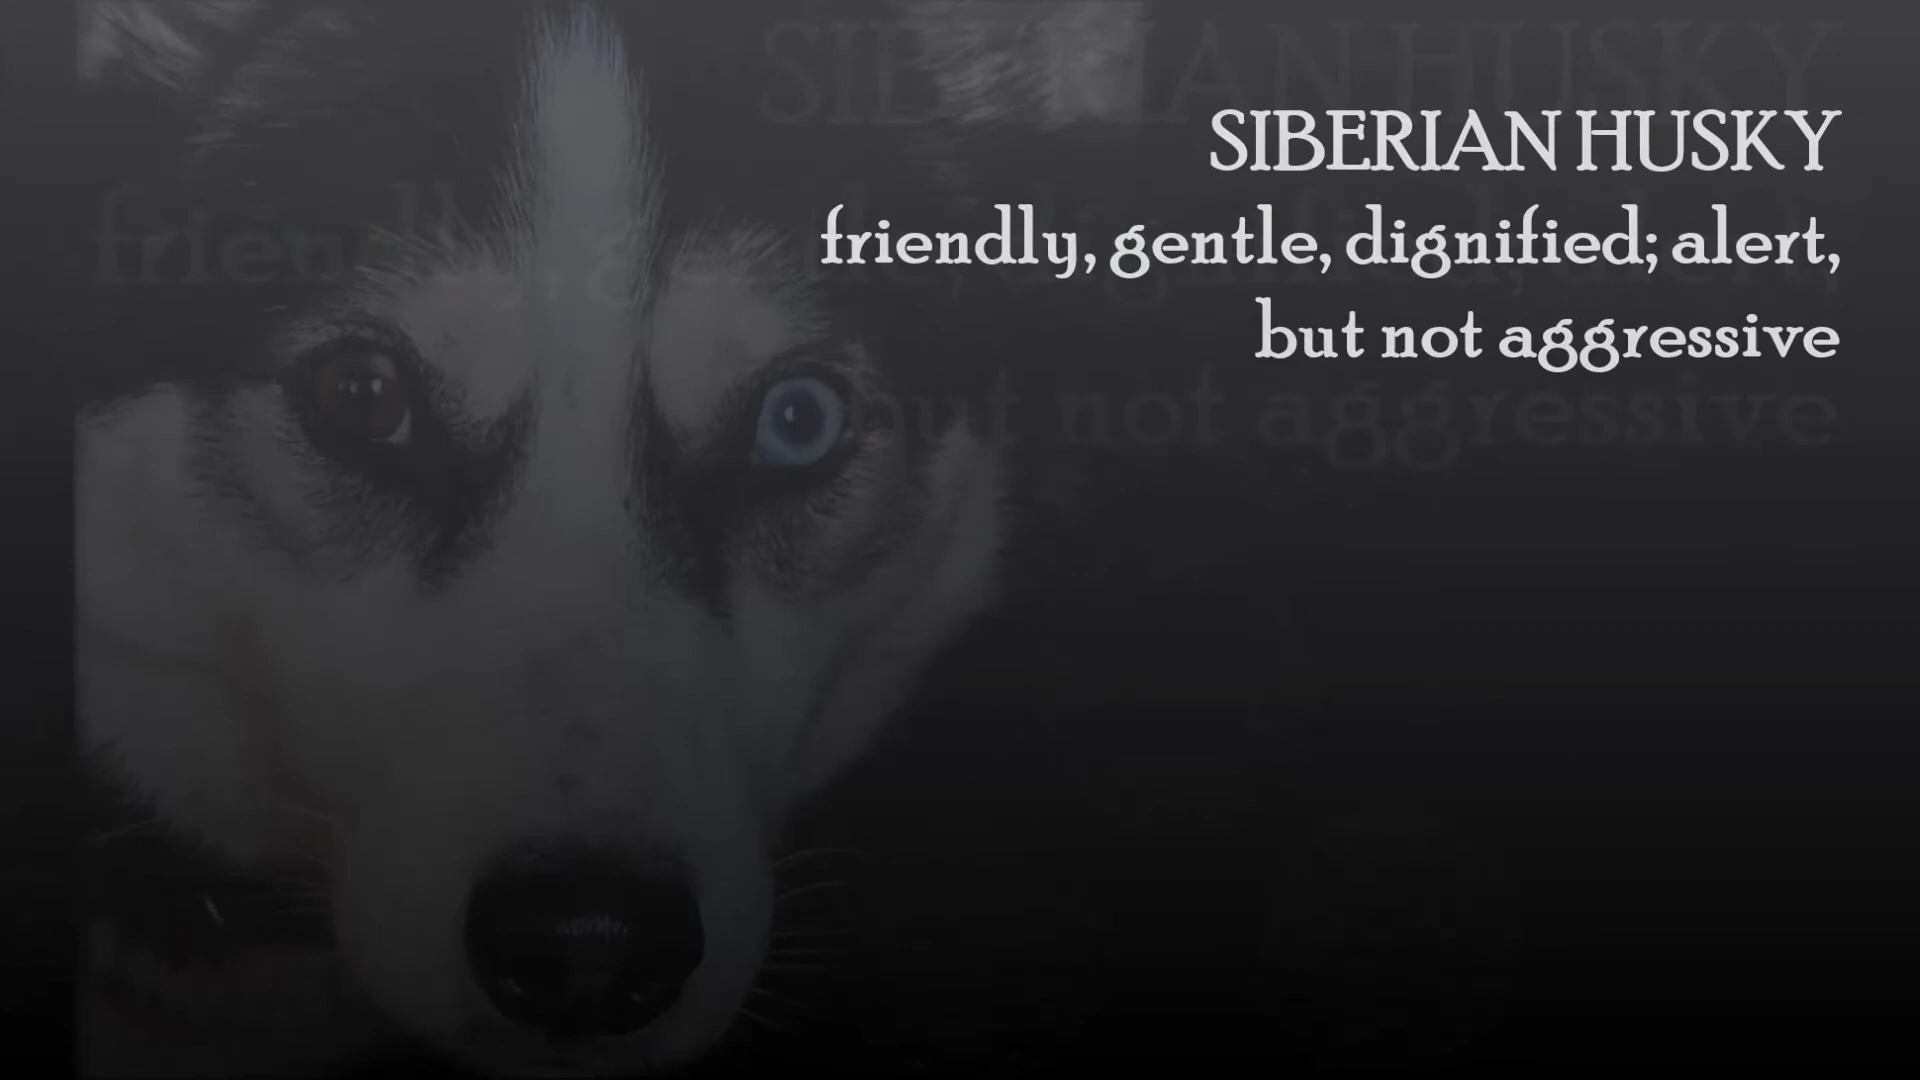 SIBERIAN HUSKY
friendly, gentle, dignified; alert,
but not aggressive